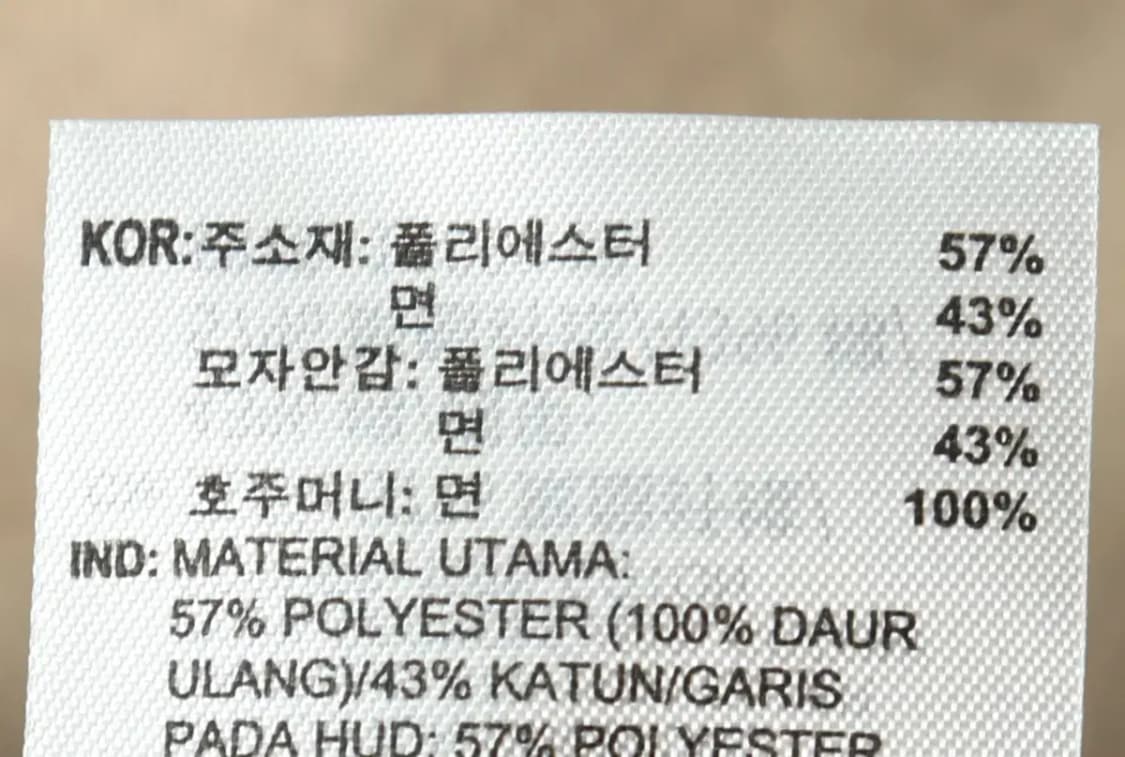 KOR:주소재: 폴리에스터 57%
면 43%
모자안감: 폴리에스터 57%
면 43%
호주머니: 면 100%
IND: MATERIAL UTAMA:
57% POLYESTER (100% DAUR
ULANG)/43% KATUN/GARIS
PADA HUD: 57% POLYESTER